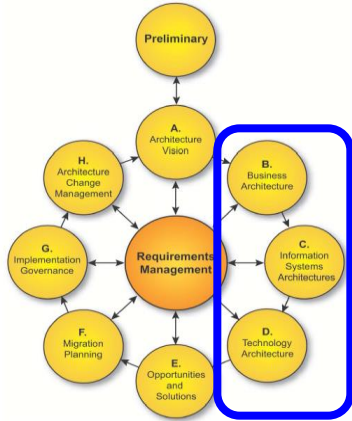 Preliminary
A.
Architecture
Vision
B.
Business
Architecture
C.
Information
Systems
Architectures
D.
Technology
Architecture
E.
Opportunities
and
Solutions
F.
Migration
Planning
G.
Implementation
Governance
H.
Architecture
Change
Management
Requirements
Management